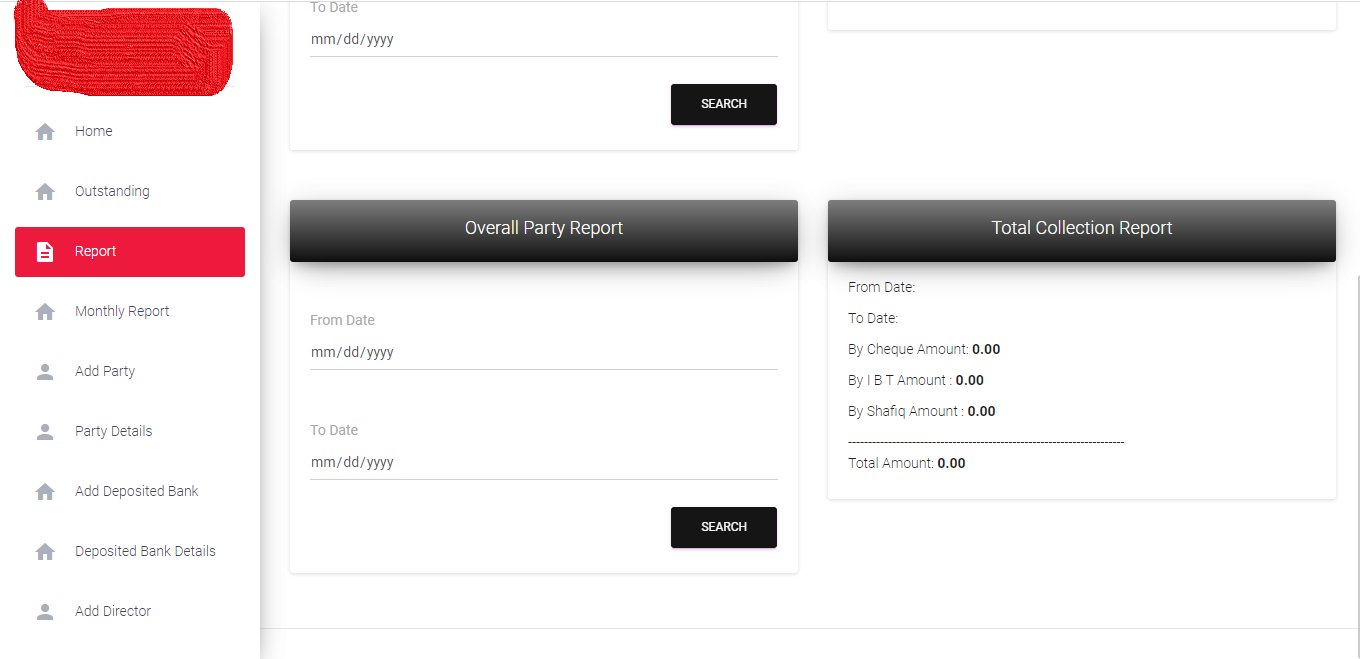 To Date
mm/dd/yyyy
SEARCH
Home
Outstanding
Report
Monthly Report
Add Party
Party Details
Add Deposited Bank
Deposited Bank Details
Add Director
Overall Party Report
From Date
mm/dd/yyyy
To Date
mm/dd/yyyy
SEARCH
Total Collection Report
From Date:
To Date:
By Cheque Amount: 0.00
By I B T Amount : 0.00
By Shafiq Amount : 0.00
---------------------------------------------------------------------
Total Amount: 0.00